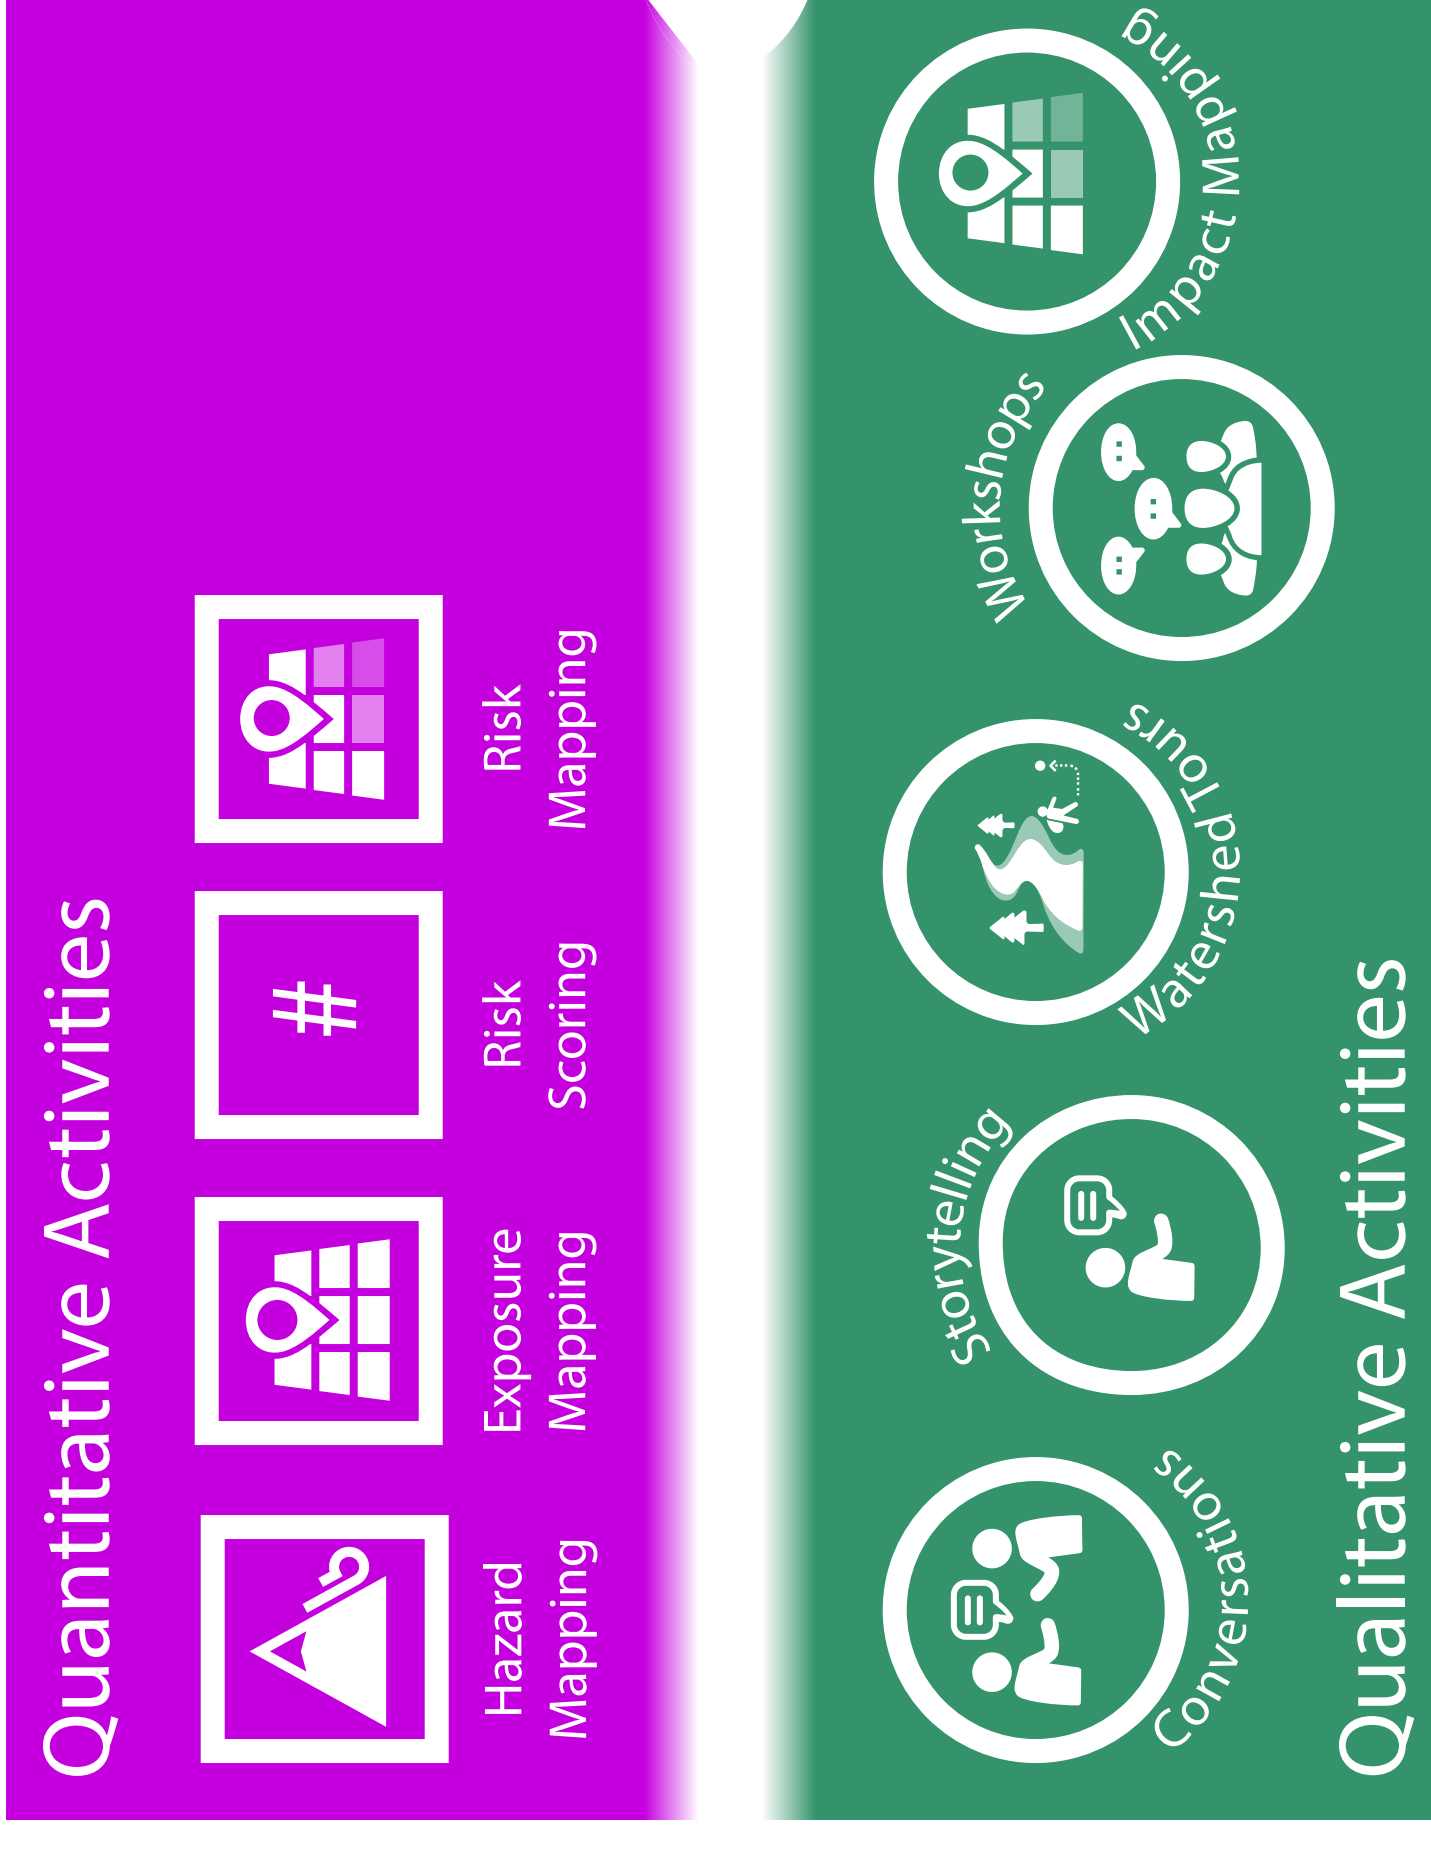 Quantitative Activities
Hazard
Mapping
Exposure
Mapping
Risk
Scoring
#
Risk
Mapping
Conversations
Storytelling
Watershed Tours
Workshops
Impact Mapping
Qualitative Activities